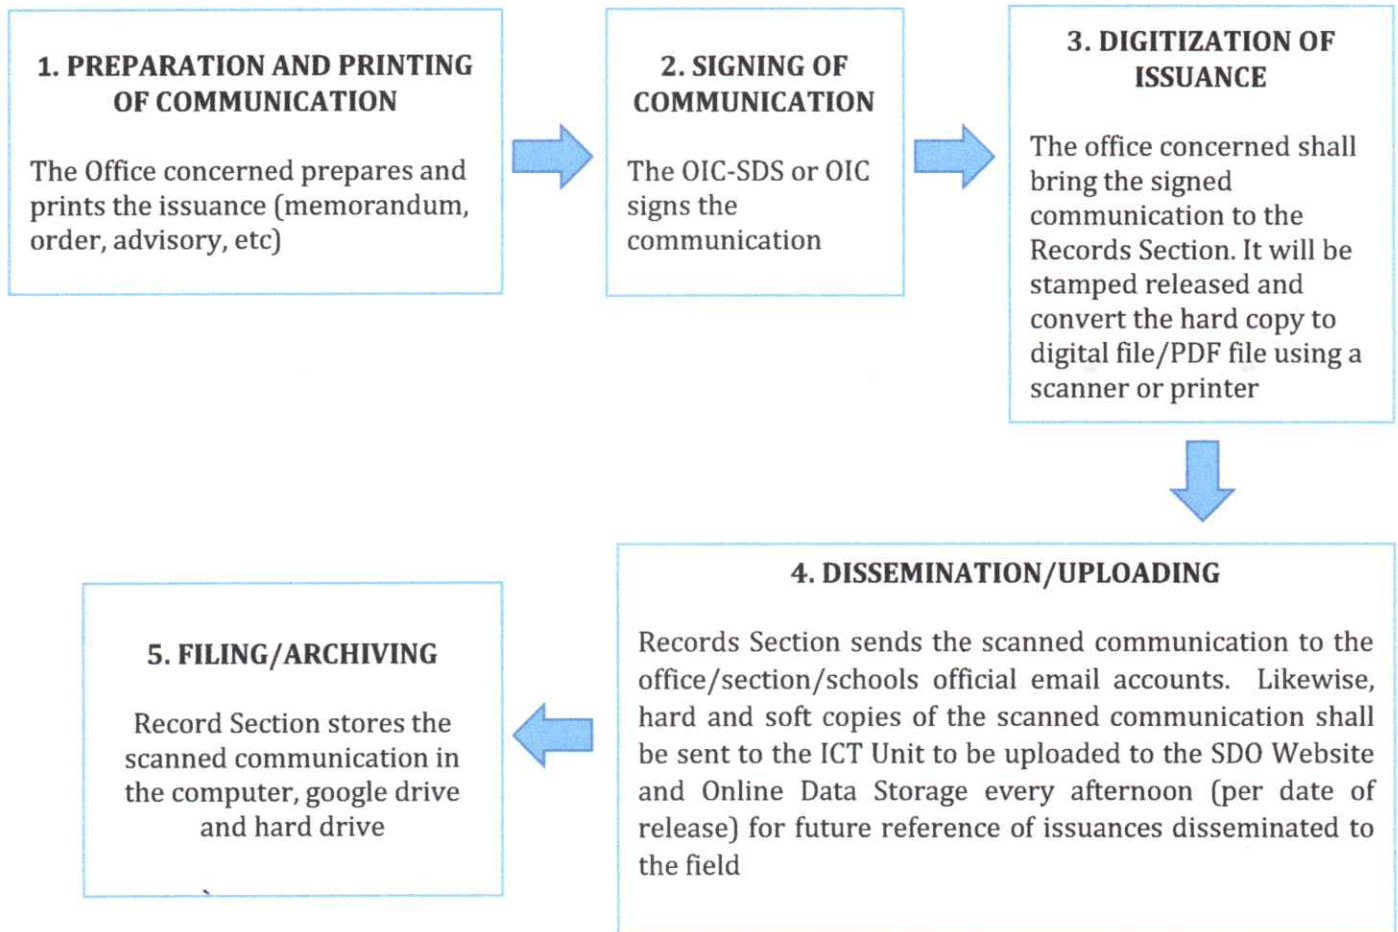 1. PREPARATION AND PRINTING
OF COMMUNICATION
The Office concerned prepares and
prints the issuance (memorandum,
order, advisory, etc)
2. SIGNING OF
COMMUNICATION
The OIC-SDS or OIC
signs the
communication
3. DIGITIZATION OF
ISSUANCE
The office concerned shall
bring the signed
communication to the
Records Section. It will be
stamped released and
convert the hard copy to
digital file/PDF file using a
scanner or printer
4. DISSEMINATION/UPLOADING
Records Section sends the scanned communication to the
office/section/schools official email accounts. Likewise,
hard and soft copies of the scanned communication shall
be sent to the ICT Unit to be uploaded to the SDO Website
and Online Data Storage every afternoon (per date of
release) for future reference of issuances disseminated to
the field
5. FILING/ARCHIVING
Record Section stores the
scanned communication in
the computer, google drive
and hard drive